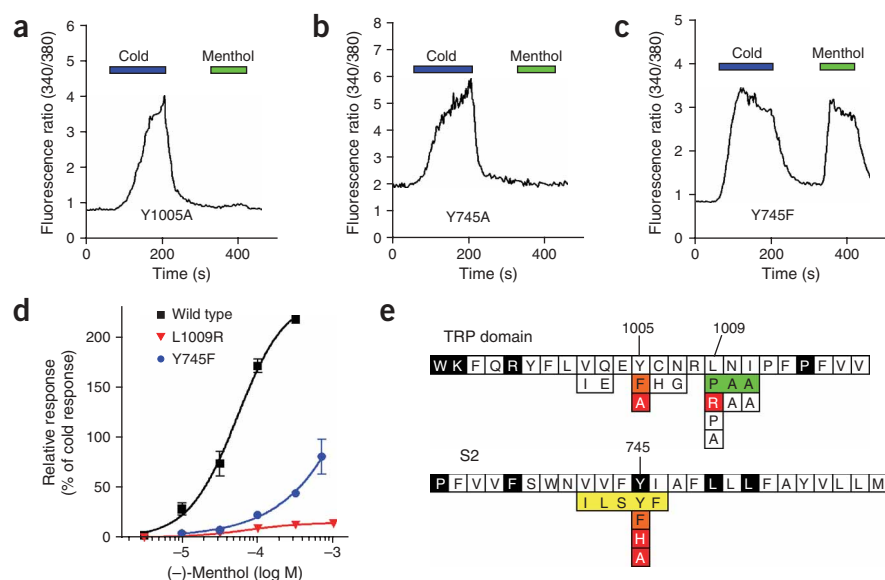 a
6
5
4
3
2
1
0
Fluorescence ratio (340/380)
Cold
Menthol
Y1005A
0
200
400
Time (s)
b
8
7
6
5
4
3
2
1
0
Fluorescence ratio (340/380)
Cold
Menthol
Y745A
0
200
400
Time (s)
c
5
4
3
2
1
0
Fluorescence ratio (340/380)
Cold
Menthol
Y745F
0
200
400
Time (s)
d
Wild type
L1009R
Y745F
200
150
100
50
0
Relative response
(% of cold response)
–5
–4
–3
(–)-Menthol (log M)
e
TRP domain
1005
1009
W K F Q R Y F L V Q E Y C N R L N I P F P F V V
I E F H G P A A
A R A A
P
A
S2
745
P F V V F S W N V V F Y I A F L L L F A Y V L L M
I L S Y F
F
H
A